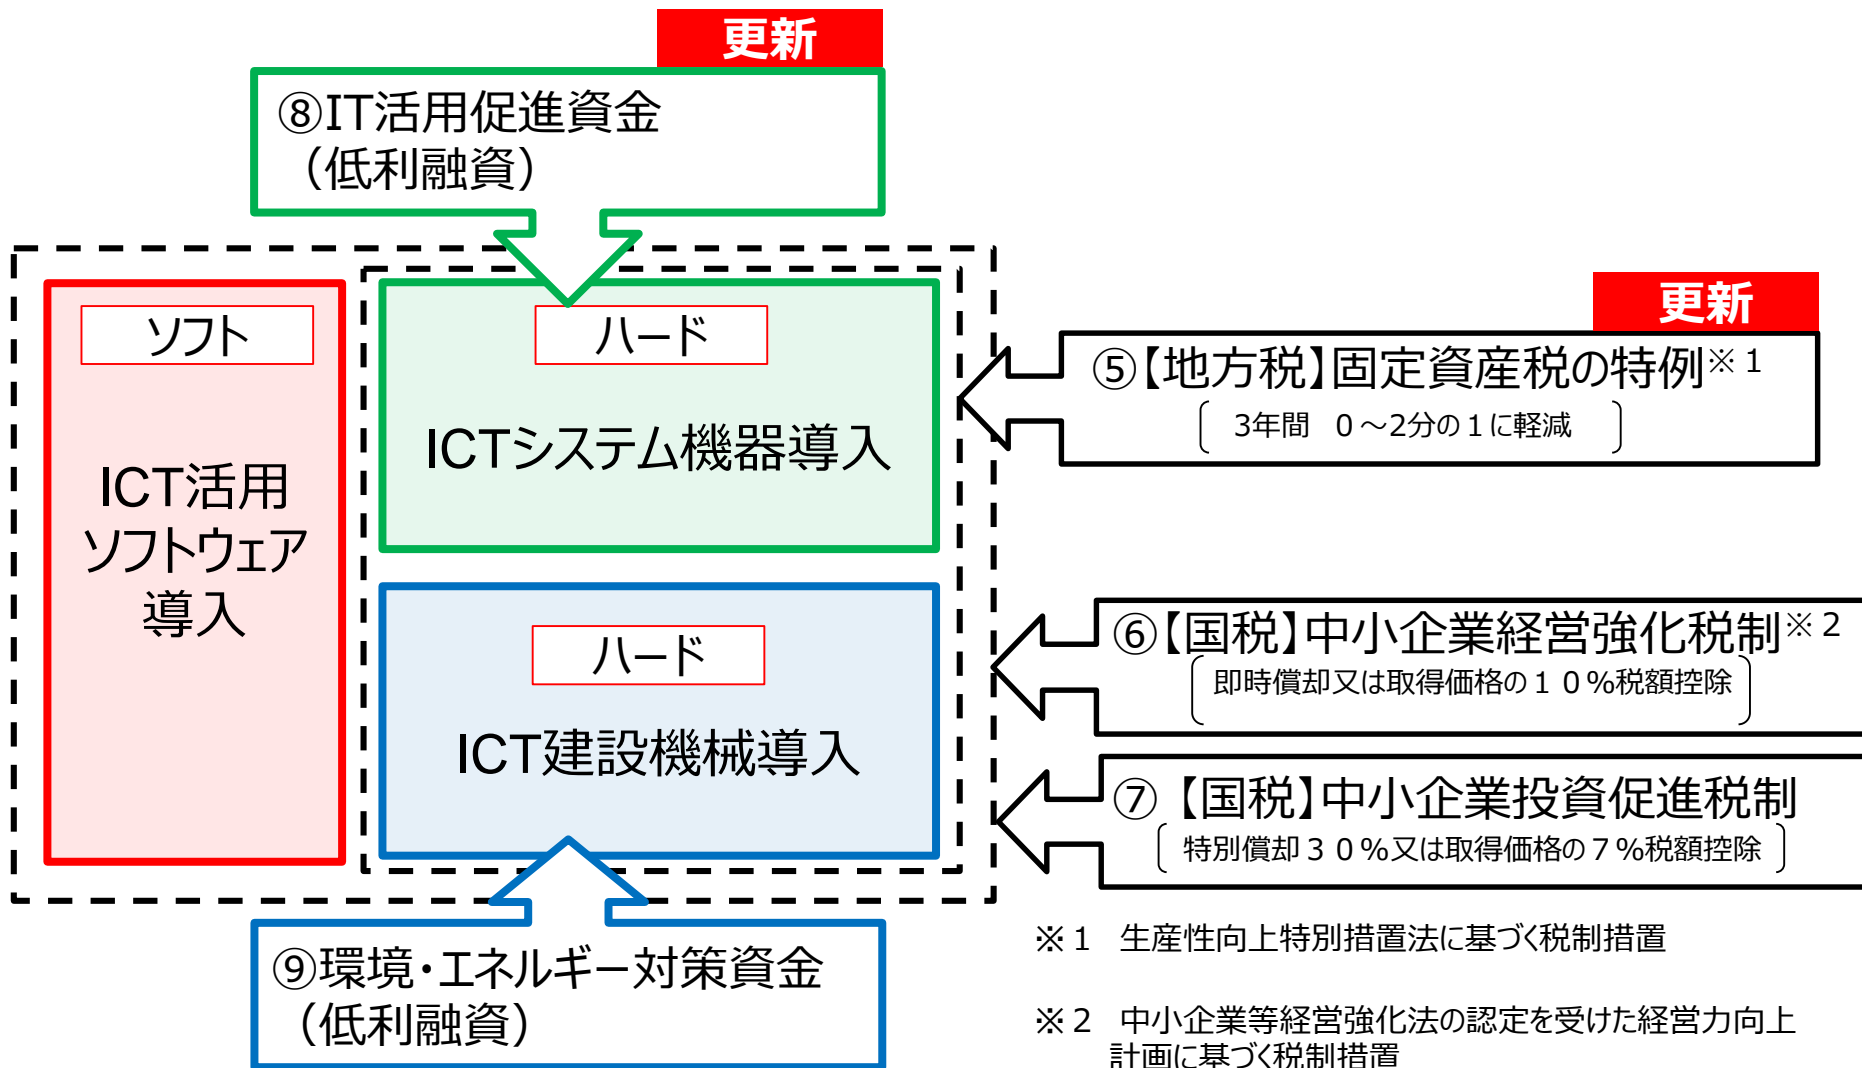 更新
⑧IT活用促進資金
（低利融資）
ソフト
ICT活用
ソフトウェア
導入
ハード
ICTシステム機器導入
ハード
ICT建設機械導入
⑨環境・エネルギー対策資金
（低利融資）
更新
⑤【地方税】固定資産税の特例※１
3年間　０～2分の１に軽減
⑥【国税】中小企業経営強化税制※２
即時償却又は取得価格の１０％税額控除
⑦【国税】中小企業投資促進税制
特別償却３０％又は取得価格の７％税額控除
※１　生産性向上特別措置法に基づく税制措置
※２　中小企業等経営強化法の認定を受けた経営力向上
計画に基づく税制措置